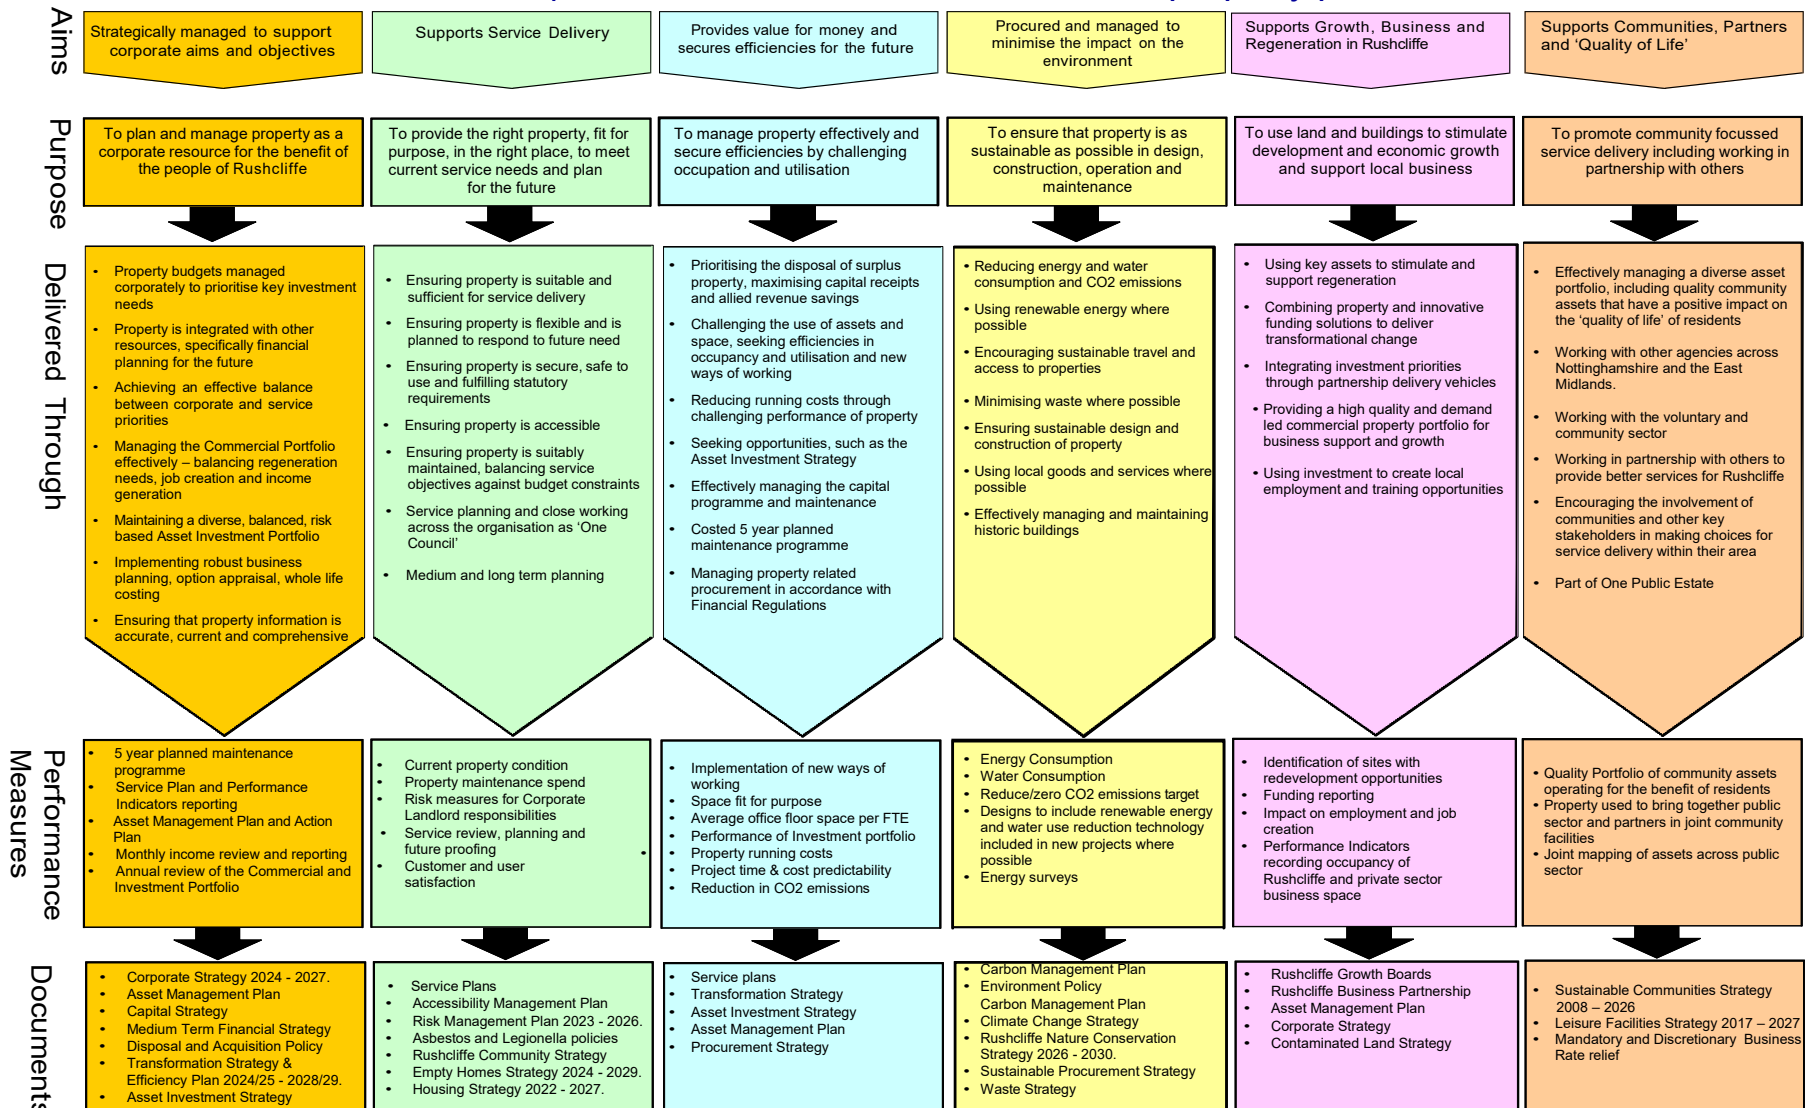 Aims
Strategically managed to support
corporate aims and objectives
Supports Service Delivery
Provides value for money and
secures efficiencies for the future
Procured and managed to
minimise the impact on the
environment
Supports Growth, Business and
Regeneration in Rushcliffe
Supports Communities, Partners
and ‘Quality of Life’
Purpose
To plan and manage property as a
corporate resource for the benefit of
the people of Rushcliffe
To provide the right property, fit for
purpose, in the right place, to meet
current service needs and plan
for the future
To manage property effectively and
secure efficiencies by challenging
occupation and utilisation
To ensure that property is as
sustainable as possible in design,
construction, operation and
maintenance
To use land and buildings to stimulate
development and economic growth
and support local business
To promote community focussed
service delivery including working in
partnership with others
Delivered Through
• Property budgets managed
corporately to prioritise key investment
needs
• Property is integrated with other
resources, specifically financial
planning for the future
• Achieving an effective balance
between corporate and service
priorities
• Managing the Commercial Portfolio
effectively – balancing regeneration
needs, job creation and income
generation
• Maintaining a diverse, balanced, risk
based Asset Investment Portfolio
• Implementing robust business
planning, option appraisal, whole life
costing
• Ensuring that property information is
accurate, current and comprehensive
• Ensuring property is suitable and
sufficient for service delivery
• Ensuring property is flexible and is
planned to respond to future need
• Ensuring property is secure, safe to
use and fulfilling statutory
requirements
• Ensuring property is accessible
• Ensuring property is suitably
maintained, balancing service
objectives against budget constraints
• Service planning and close working
across the organisation as ‘One
Council’
• Medium and long term planning
• Prioritising the disposal of surplus
property, maximising capital receipts
and allied revenue savings
• Challenging the use of assets and
space, seeking efficiencies in
occupancy and utilisation and new
ways of working
• Reducing running costs through
challenging performance of property
• Seeking opportunities, such as the
Asset Investment Strategy
• Effectively managing the capital
programme and maintenance
• Costed 5 year planned
maintenance programme
• Managing property related
procurement in accordance with
Financial Regulations
• Reducing energy and water
consumption and CO2 emissions
• Using renewable energy where
possible
• Encouraging sustainable travel and
access to properties
• Minimising waste where possible
• Ensuring sustainable design and
construction of property
• Using local goods and services where
possible
• Effectively managing and maintaining
historic buildings
• Using key assets to stimulate and
support regeneration
• Combining property and innovative
funding solutions to deliver
transformational change
• Integrating investment priorities
through partnership delivery vehicles
• Providing a high quality and demand
led commercial property portfolio for
business support and growth
• Using investment to create local
employment and training opportunities
• Effectively managing a diverse asset
portfolio, including quality community
assets that have a positive impact on
the ‘quality of life’ of residents
• Working with other agencies across
Nottinghamshire and the East
Midlands.
• Working with the voluntary and
community sector
• Working in partnership with others to
provide better services for Rushcliffe
• Encouraging the involvement of
communities and other key
stakeholders in making choices for
service delivery within their area
• Part of One Public Estate
Performance
Measures
• 5 year planned maintenance
programme
• Service Plan and Performance
Indicators reporting
• Asset Management Plan and Action
Plan
• Monthly income review and reporting
• Annual review of the Commercial and
Investment Portfolio
• Current property condition
• Property maintenance spend
• Risk measures for Corporate
Landlord responsibilities
• Service review, planning and
future proofing
• Customer and user
satisfaction
•
• Implementation of new ways of
working
• Space fit for purpose
• Average office floor space per FTE
• Performance of Investment portfolio
• Property running costs
• Project time & cost predictability
• Reduction in CO2 emissions
• Energy Consumption
• Water Consumption
• Reduce/zero CO2 emissions target
• Designs to include renewable energy
and water use reduction technology
included in new projects where
possible
• Energy surveys
• Identification of sites with
redevelopment opportunities
• Funding reporting
• Impact on employment and job
creation
• Performance Indicators
recording occupancy of
Rushcliffe and private sector
business space
• Quality Portfolio of community assets
operating for the benefit of residents
• Property used to bring together public
sector and partners in joint community
facilities
• Joint mapping of assets across public
sector
Documents
• Corporate Strategy 2024 - 2027.
• Asset Management Plan
• Capital Strategy
• Medium Term Financial Strategy
• Disposal and Acquisition Policy
• Transformation Strategy &
Efficiency Plan 2024/25 - 2028/29.
• Asset Investment Strategy
• Service Plans
• Accessibility Management Plan
• Risk Management Plan 2023 - 2026.
• Asbestos and Legionella policies
• Rushcliffe Community Strategy
• Empty Homes Strategy 2024 - 2029.
• Housing Strategy 2022 - 2027.
• Service plans
• Transformation Strategy
• Asset Investment Strategy
• Asset Management Plan
• Procurement Strategy
• Carbon Management Plan
• Environment Policy
Carbon Management Plan
• Climate Change Strategy
• Rushcliffe Nature Conservation
Strategy 2026 - 2030.
• Sustainable Procurement Strategy
• Waste Strategy
• Rushcliffe Growth Boards
• Rushcliffe Business Partnership
• Asset Management Plan
• Corporate Strategy
• Contaminated Land Strategy
• Sustainable Communities Strategy
2008 – 2026
• Leisure Facilities Strategy 2017 – 2027
• Mandatory and Discretionary Business
Rate relief